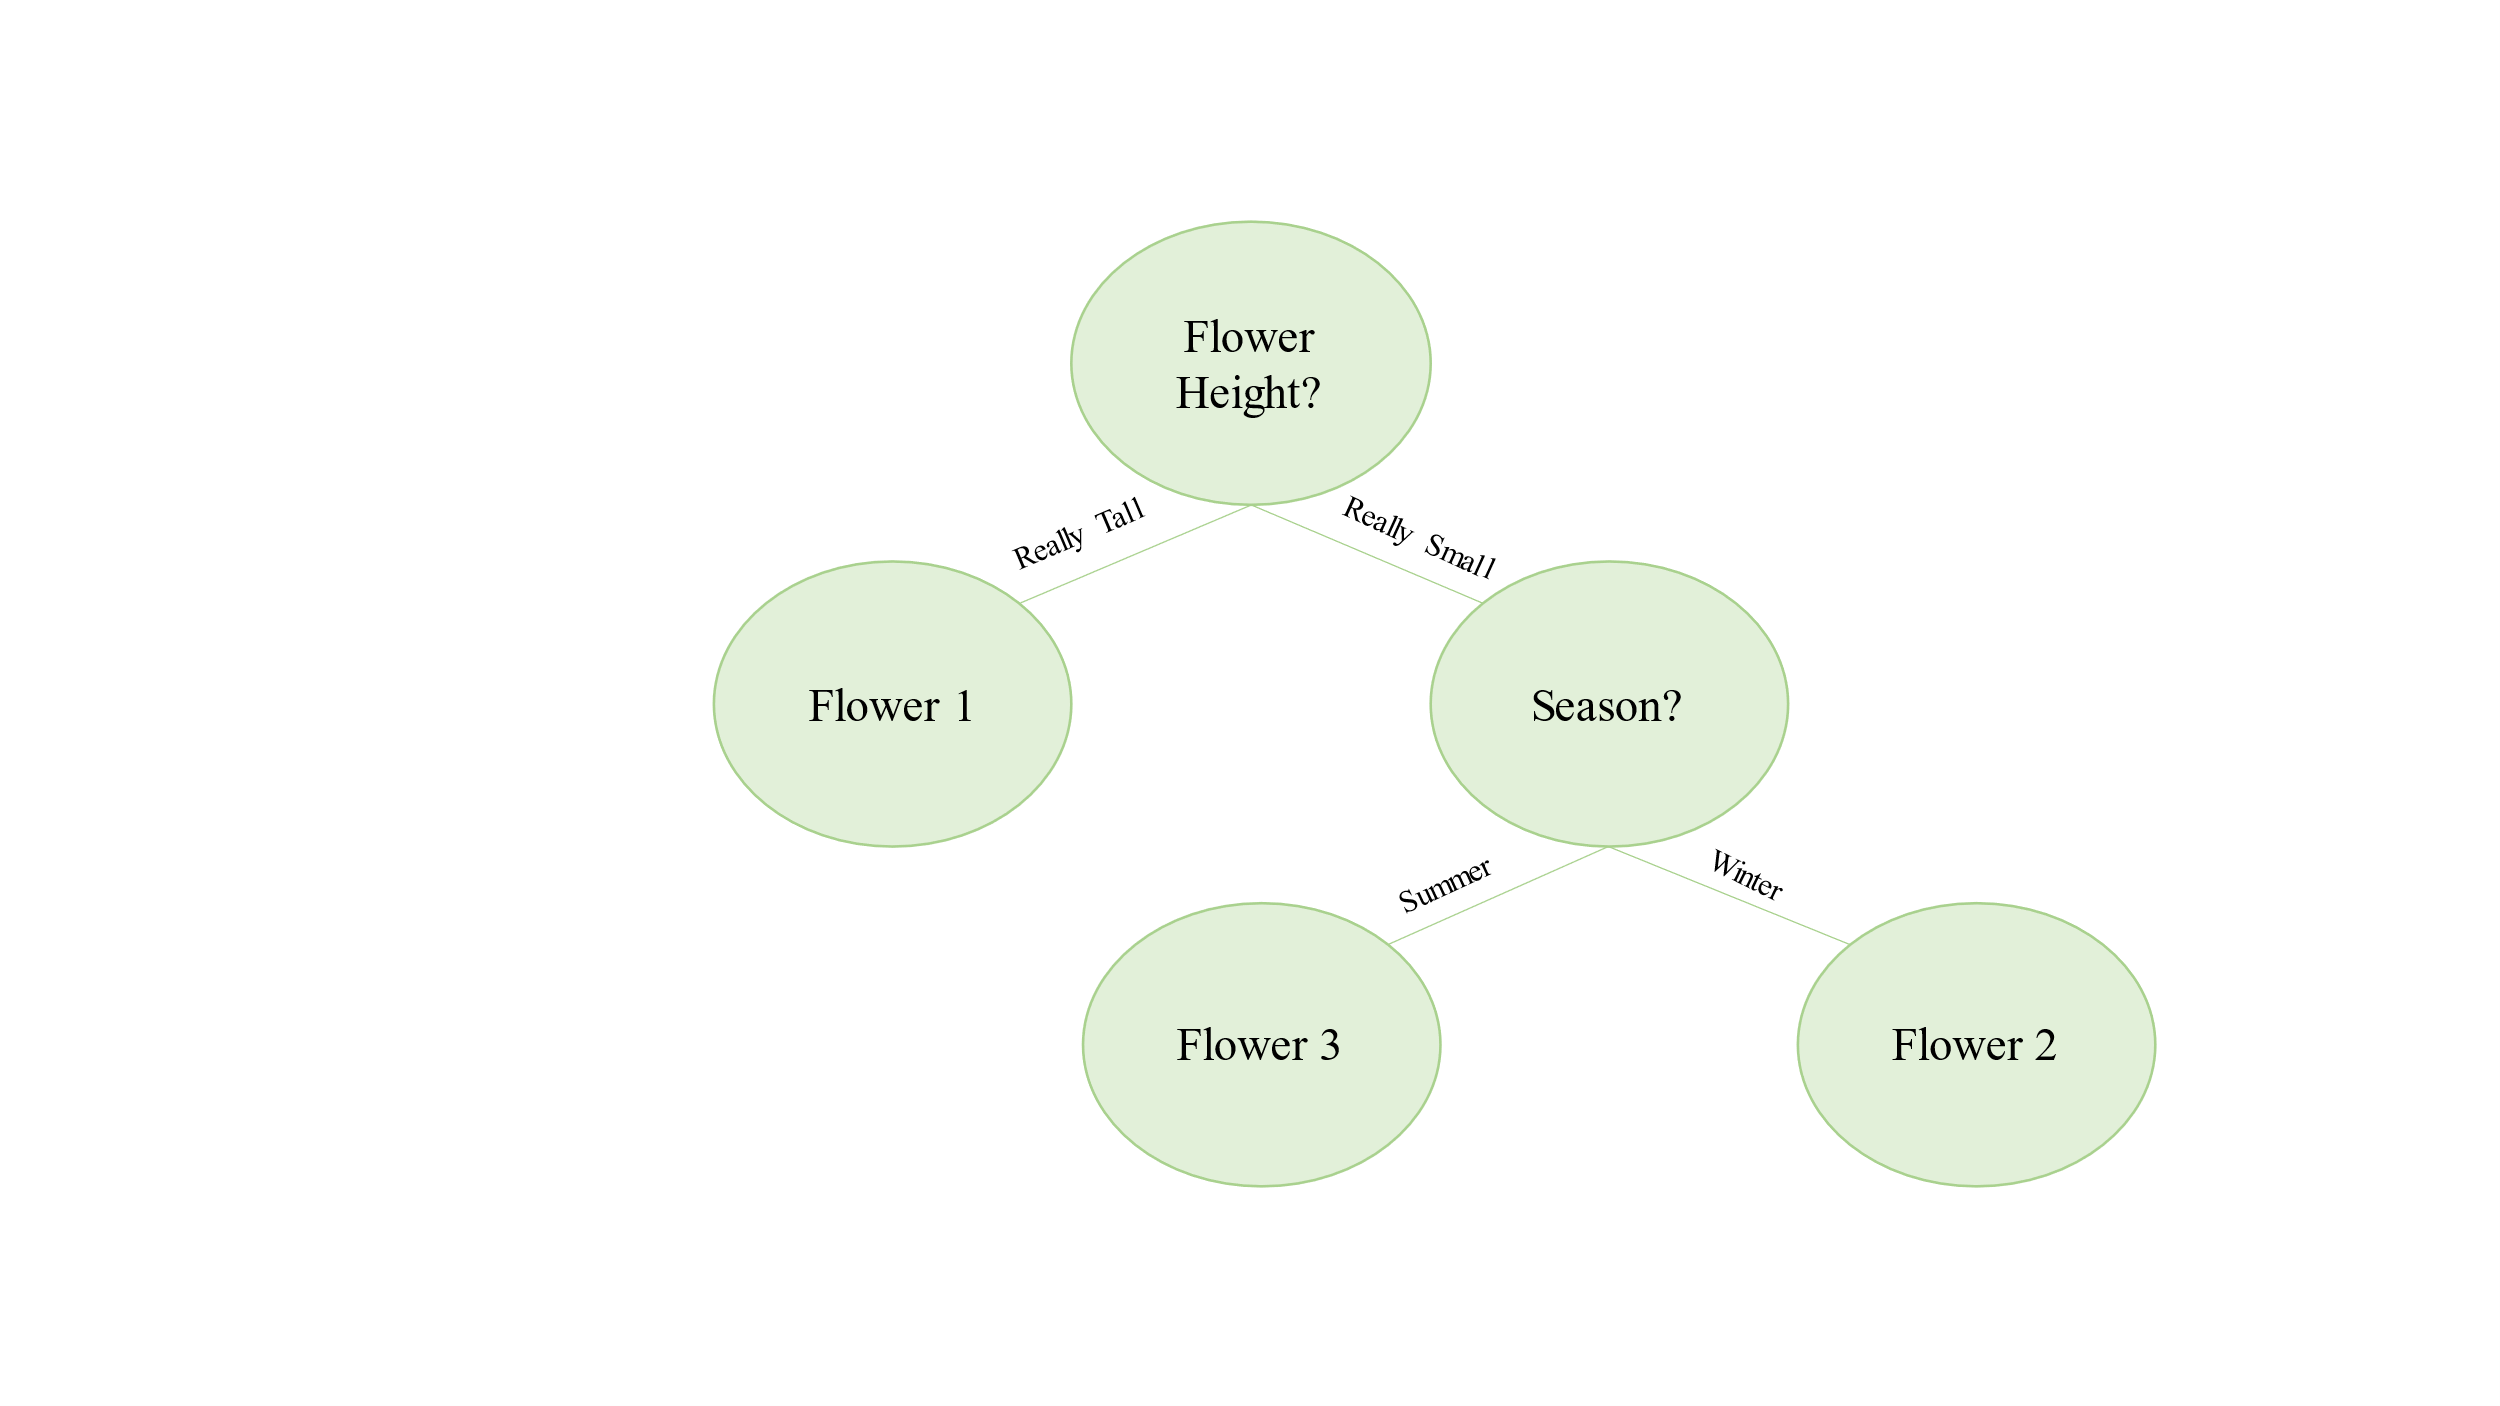 Flower
Height?
Really Tall
Really Small
Flower 1
Season?
Summer
Winter
Flower 3
Flower 2